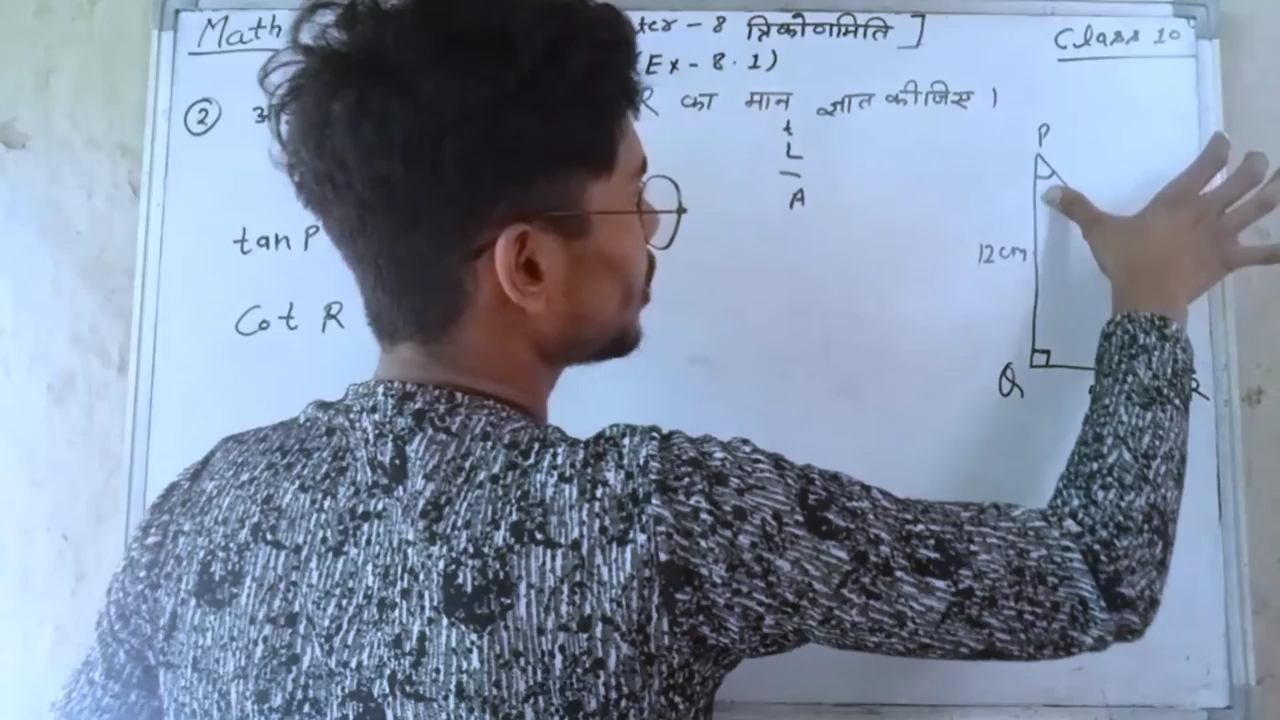 Math
ter - 8 त्रिकोणमिति ]
Class 10
(Ex - 8.1)
② R का मान ज्ञात कीजिए ।
t
L
A
P
tan P
12cm
Cot R
Q